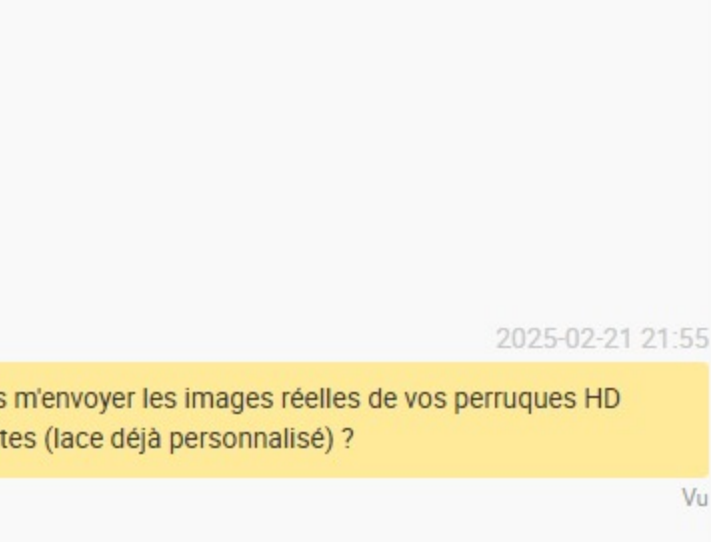 2025-02-21 21:55
s m'envoyer les images réelles de vos perruques HD
tes (lace déjà personnalisé) ?
Vu